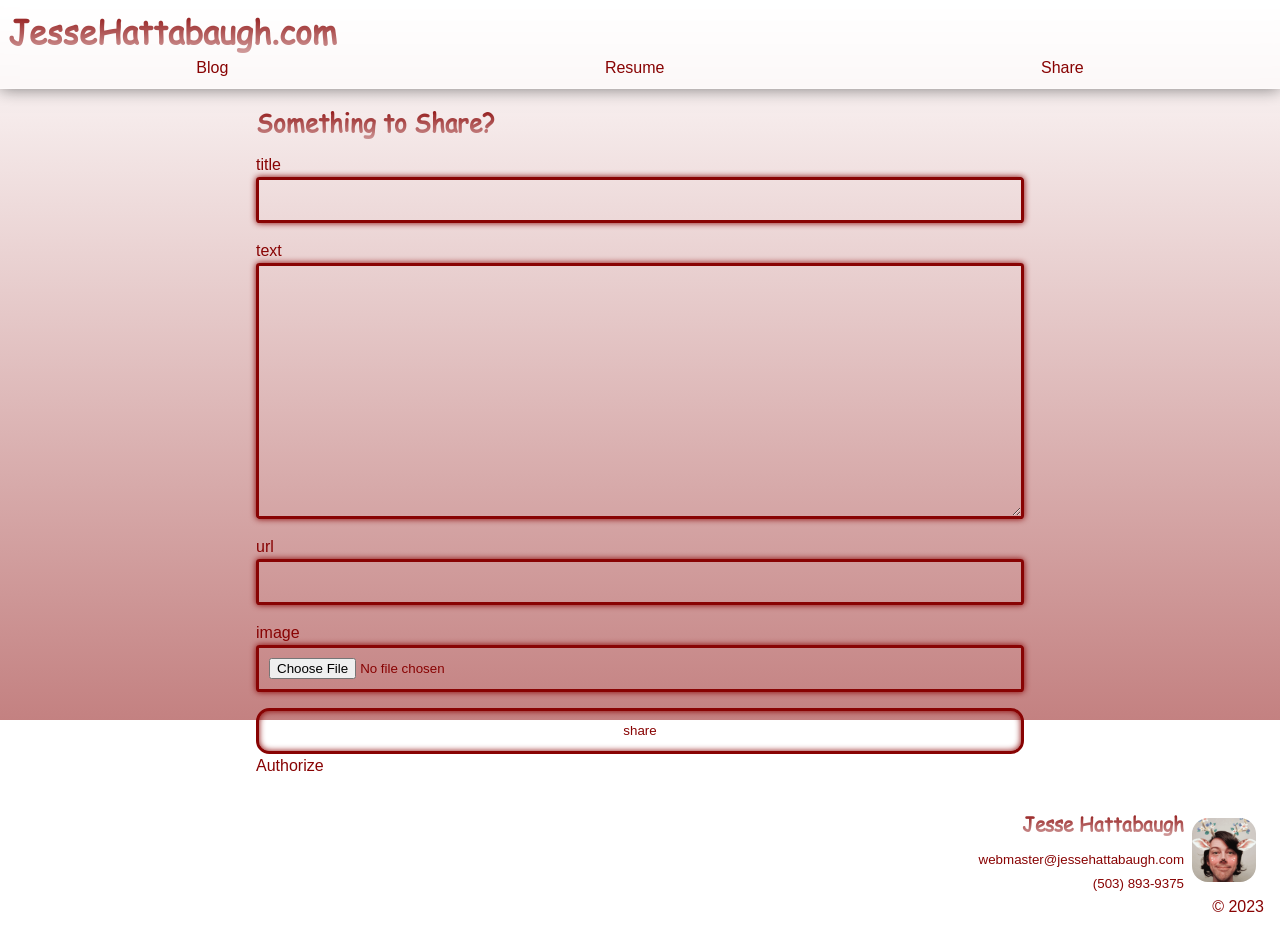 JesseHattabaugh.com
Blog Resume Share
Something to Share?
title
text
url
image
Choose File No file chosen
share
Authorize
Jesse Hattabaugh
webmaster@jessehattabaugh.com
(503) 893-9375
© 2023